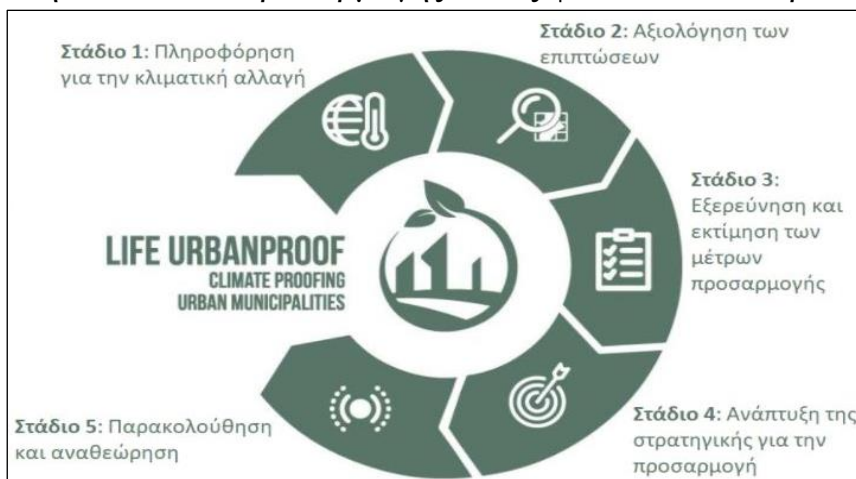 Στάδιο 1: Πληροφόρηση
για την κλιματική αλλαγή
Στάδιο 2: Αξιολόγηση των
επιπτώσεων
Στάδιο 3:
Εξερεύνηση και
εκτίμηση των
μέτρων
προσαρμογής
LIFE URBANPROOF
CLIMATE PROOFING
URBAN MUNICIPALITIES
Στάδιο 4: Ανάπτυξη της
στρατηγικής για την
προσαρμογή
Στάδιο 5: Παρακολούθηση
και αναθεώρηση